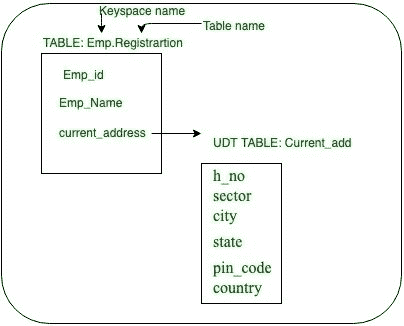 Keyspace name
Table name
TABLE: Emp.Registrartion
Emp_id
Emp_Name
current_address
UDT TABLE: Current_add
h_no
sector
city
state
pin_code
country